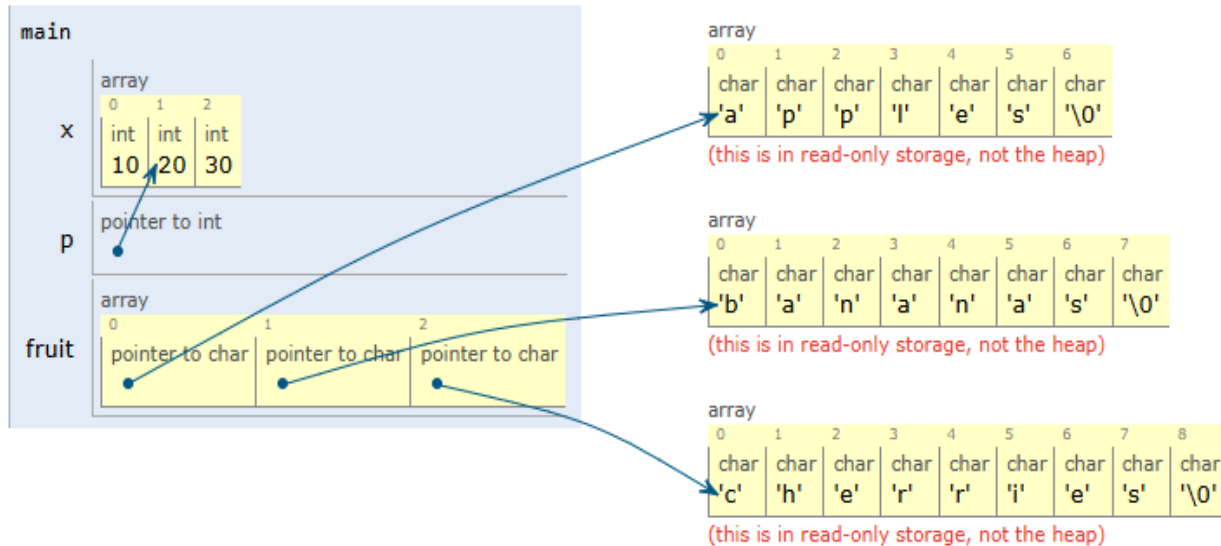 main
x
array
0 1 2
int int int
10 20 30
p
pointer to int
fruit
array
0 1 2
pointer to char pointer to char pointer to char
array
0 1 2 3 4 5 6
char char char char char char char
'a' 'p' 'p' 'l' 'e' 's' '\0'
(this is in read-only storage, not the heap)
array
0 1 2 3 4 5 6 7
char char char char char char char char
'b' 'a' 'n' 'a' 'n' 'a' 's' '\0'
(this is in read-only storage, not the heap)
array
0 1 2 3 4 5 6 7 8
char char char char char char char char char
'c' 'h' 'e' 'r' 'r' 'i' 'e' 's' '\0'
(this is in read-only storage, not the heap)